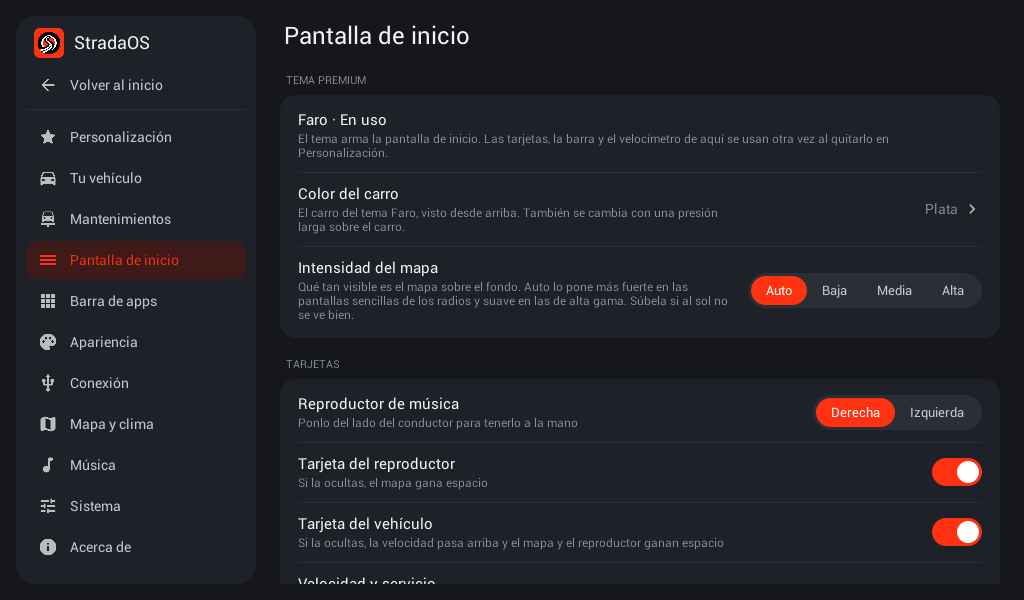 StradaOS
Volver al inicio
Personalización
Tu vehículo
Mantenimientos
Pantalla de inicio
Barra de apps
Apariencia
Conexión
Mapa y clima
Música
Sistema
Acerca de
Pantalla de inicio
TEMA PREMIUM
Faro · En uso
El tema arma la pantalla de inicio. Las tarjetas, la barra y el velocímetro de aquí se usan otra vez al quitarlo en
Personalización.
Color del carro
El carro del tema Faro, visto desde arriba. También se cambia con una presión
larga sobre el carro.
Plata
Intensidad del mapa
Qué tan visible es el mapa sobre el fondo. Auto lo pone más fuerte en las
pantallas sencillas de los radios y suave en las de alta gama. Súbela si al sol no
se ve bien.
Auto Baja Media Alta
TARJETAS
Reproductor de música
Ponlo del lado del conductor para tenerlo a la mano
Derecha Izquierda
Tarjeta del reproductor
Si la ocultas, el mapa gana espacio
Tarjeta del vehículo
Si la ocultas, la velocidad pasa arriba y el mapa y el reproductor ganan espacio
Velocidad y servicio